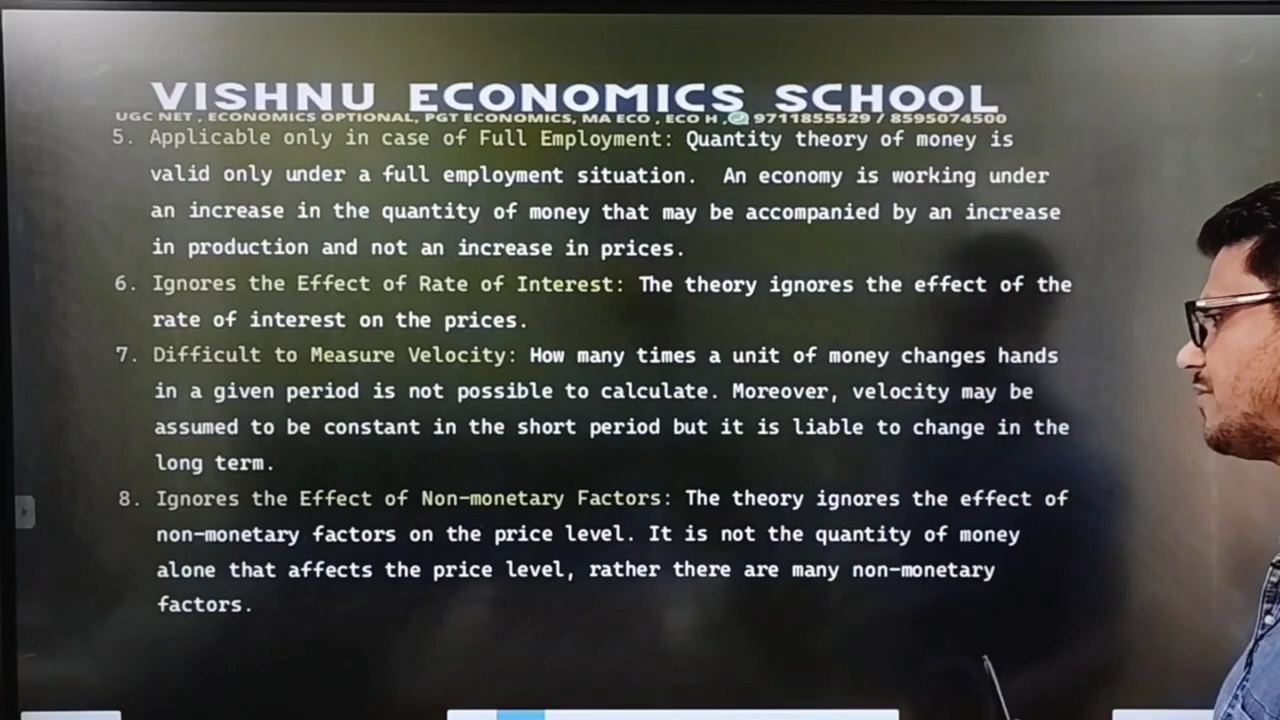 VISHNU ECONOMICS SCHOOL
UGC NET , ECONOMICS OPTIONAL, PGT ECONOMICS, MA ECO , ECO H , 9711855529 / 8595074500
5. Applicable only in case of Full Employment: Quantity theory of money is
valid only under a full employment situation. An economy is working under
an increase in the quantity of money that may be accompanied by an increase
in production and not an increase in prices.
6. Ignores the Effect of Rate of Interest: The theory ignores the effect of the
rate of interest on the prices.
7. Difficult to Measure Velocity: How many times a unit of money changes hands
in a given period is not possible to calculate. Moreover, velocity may be
assumed to be constant in the short period but it is liable to change in the
long term.
8. Ignores the Effect of Non-monetary Factors: The theory ignores the effect of
non-monetary factors on the price level. It is not the quantity of money
alone that affects the price level, rather there are many non-monetary
factors.